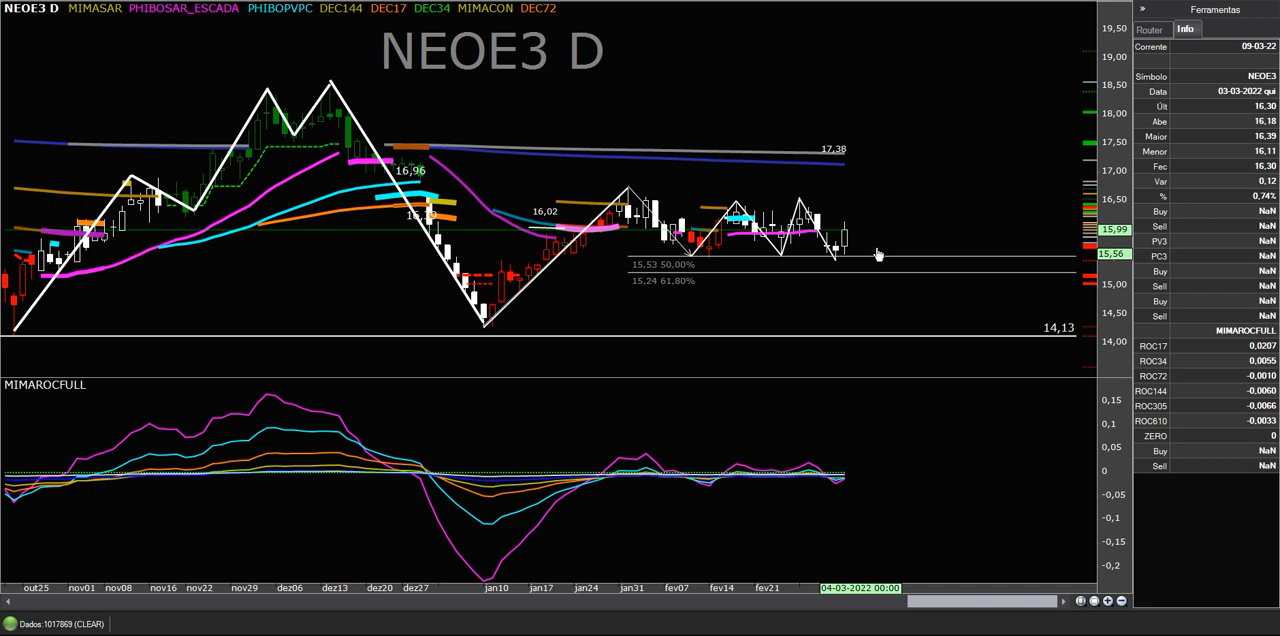 NEOE3 D MIMASAR PHIBOSAR_ESCADA PHIBOPVPC DEC144 DEC17 DEC34 MIMACON DEC72
NEOE3 D
17,38
16,96
16,02
15,53 50,00%
15,24 61,80%
14,13
19,50
19,00
18,50
18,00
17,50
17,00
16,50
15,99
15,56
15,00
14,50
14,00
MIMAROCFULL
0,15
0,1
0,05
0
-0,05
-0,1
-0,15
-0,2
out25 nov01 nov08 nov16 nov22 nov29 dez06 dez13 dez20 dez27 jan10 jan17 jan24 jan31 fev07 fev14 fev21 04-03-2022 00:00
Dados:1017869 (CLEAR)
» Ferramentas
Router Info
Corrente 09-03-22
Símbolo NEOE3
Data 03-03-2022 qui
Últ 16,30
Abe 16,18
Maior 16,39
Menor 16,11
Fec 16,30
Var 0,12
% 0,74%
Buy NaN
Sell NaN
PV3 NaN
PC3 NaN
Buy NaN
Sell NaN
Buy NaN
Sell NaN
MIMAROCFULL
ROC17 0,0207
ROC34 0,0055
ROC72 -0,0010
ROC144 -0,0060
ROC305 -0,0066
ROC610 -0,0033
ZERO 0
Buy NaN
Sell NaN